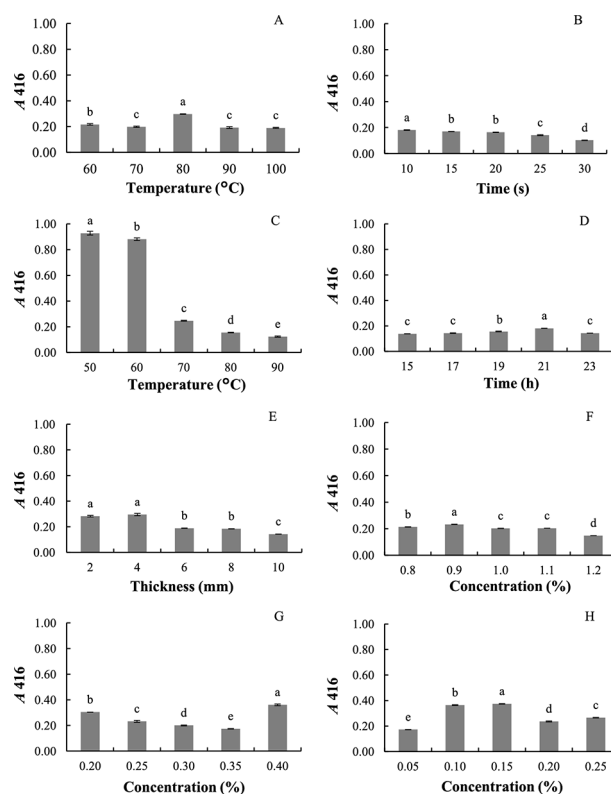 A
1.00
0.80
0.60
0.40
0.20
0.00
A 416
b c a c c
60 70 80 90 100
Temperature (°C)
B
1.00
0.80
0.60
0.40
0.20
0.00
A 416
a b b c d
10 15 20 25 30
Time (s)
C
1.00
0.80
0.60
0.40
0.20
0.00
A 416
a b c d e
50 60 70 80 90
Temperature (°C)
D
1.00
0.80
0.60
0.40
0.20
0.00
A 416
c c b a c
15 17 19 21 23
Time (h)
E
1.00
0.80
0.60
0.40
0.20
0.00
A 416
a a b b c
2 4 6 8 10
Thickness (mm)
F
1.00
0.80
0.60
0.40
0.20
0.00
A 416
b a c c d
0.8 0.9 1.0 1.1 1.2
Concentration (%)
G
1.00
0.80
0.60
0.40
0.20
0.00
A 416
b c d e a
0.20 0.25 0.30 0.35 0.40
Concentration (%)
H
1.00
0.80
0.60
0.40
0.20
0.00
A 416
e b a d c
0.05 0.10 0.15 0.20 0.25
Concentration (%)